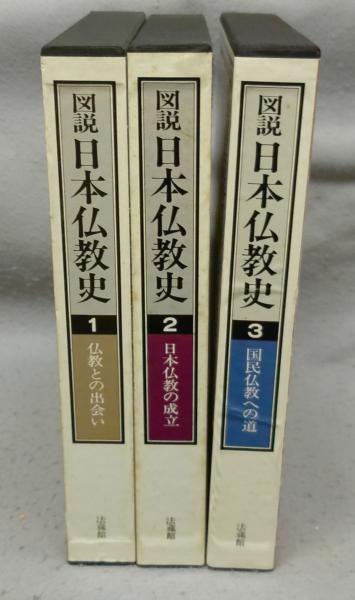 図説 日本仏教史
1
仏教との出会い
法藏館
図説 日本仏教史
2
日本仏教の成立
法藏館
図説 日本仏教史
3
国民仏教への道
法藏館